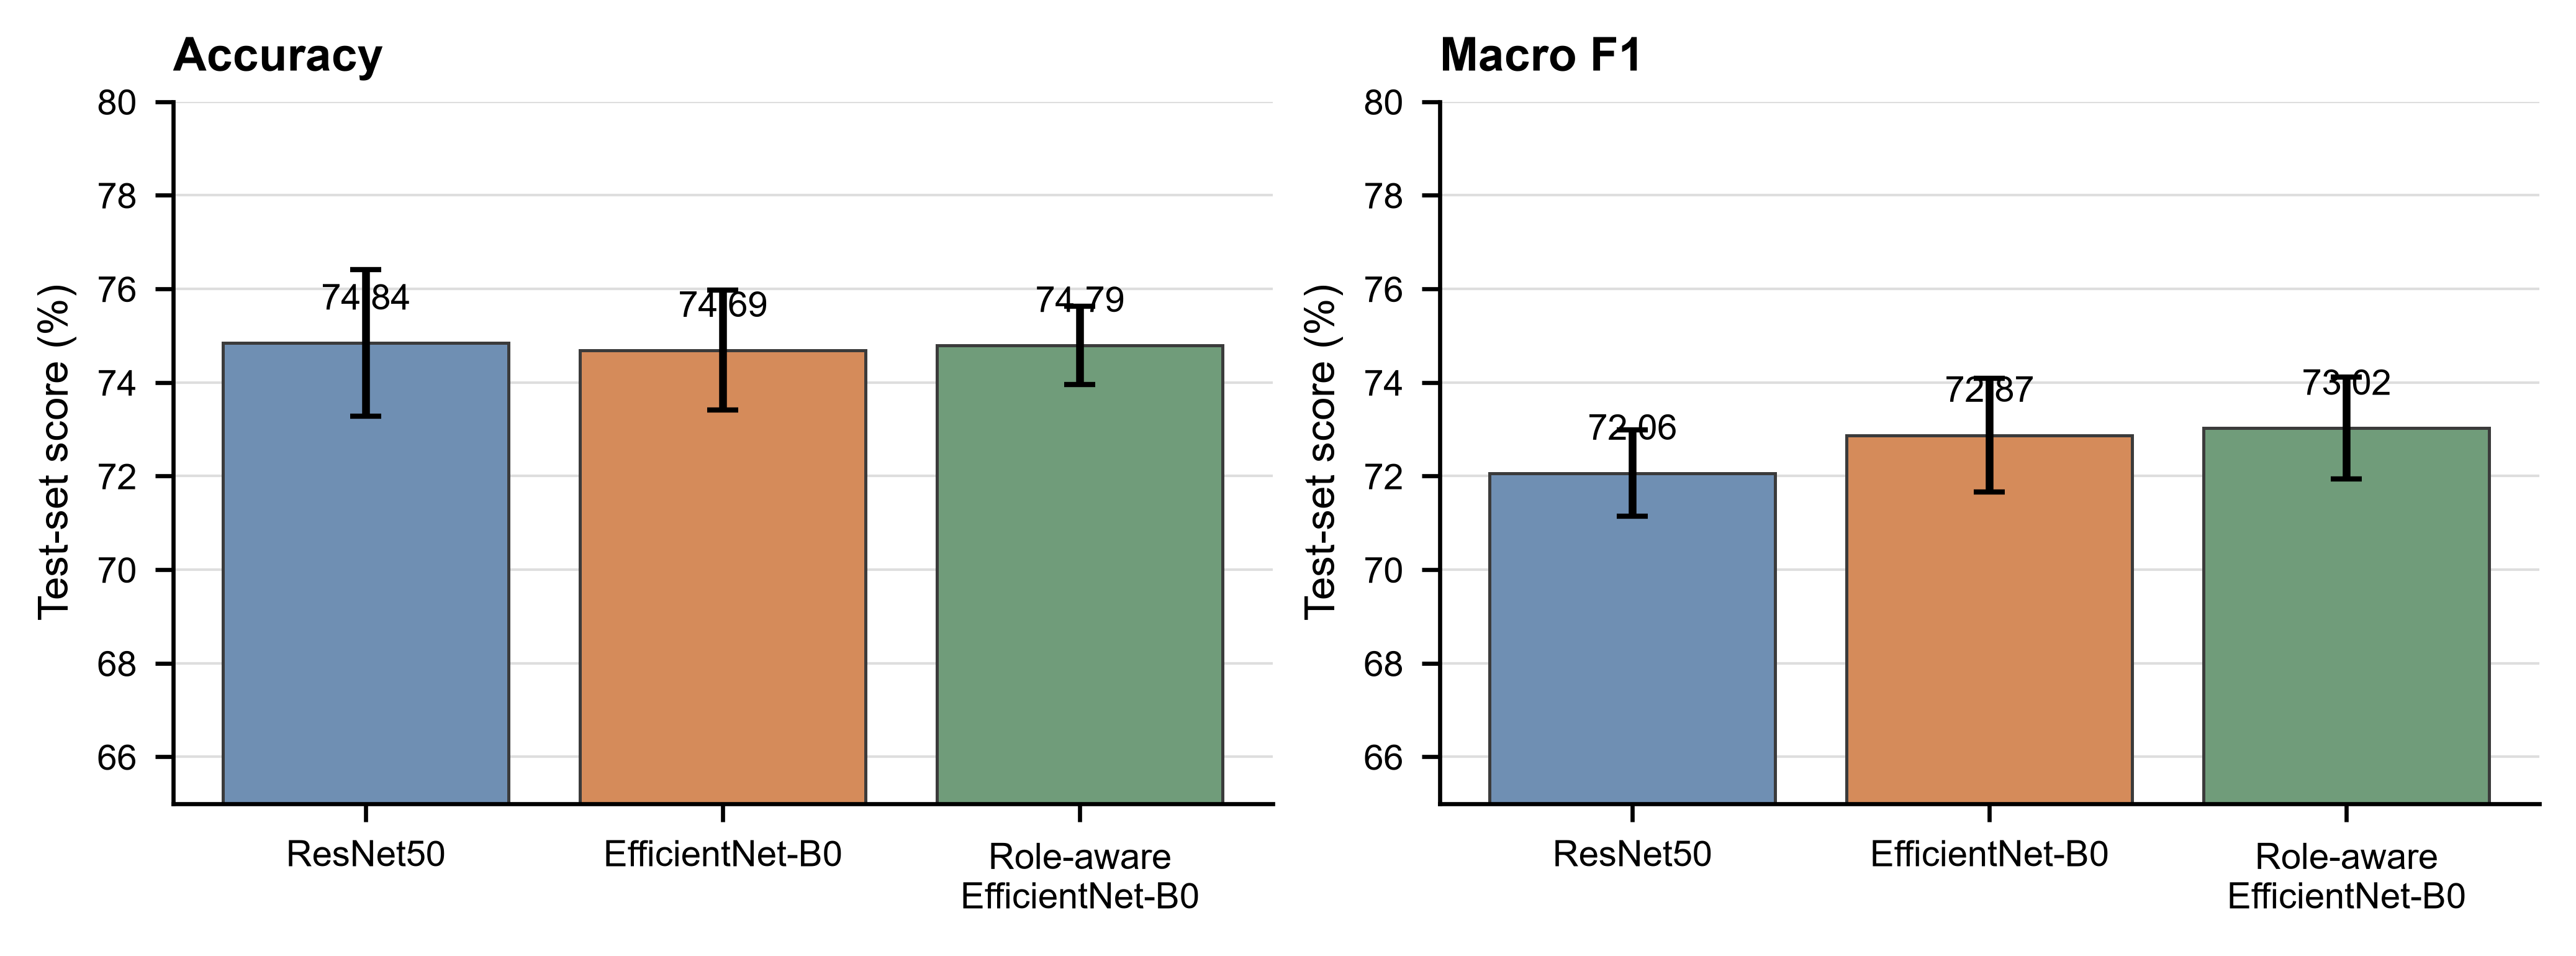 Accuracy
Test-set score (%)
80
78
76
74
72
70
68
66
74.84
74.69
74.79
ResNet50
EfficientNet-B0
Role-aware
EfficientNet-B0
Macro F1
Test-set score (%)
80
78
76
74
72
70
68
66
72.06
72.87
73.02
ResNet50
EfficientNet-B0
Role-aware
EfficientNet-B0